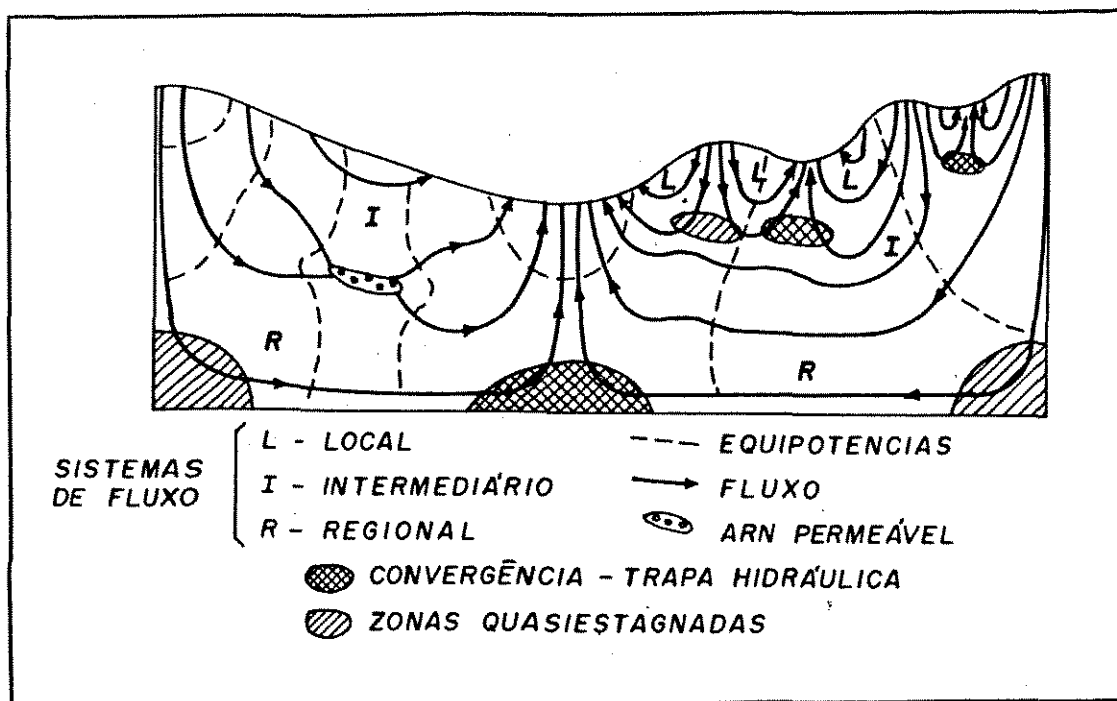 L
L
L
I
I
R
R
SISTEMAS DE FLUXO
L - LOCAL
I - INTERMEDIÁRIO
R - REGIONAL
EQUIPOTENCIAS
FLUXO
ARN PERMEÁVEL
CONVERGÊNCIA - TRAPA HIDRÁULICA
ZONAS QUASIESTAGNADAS